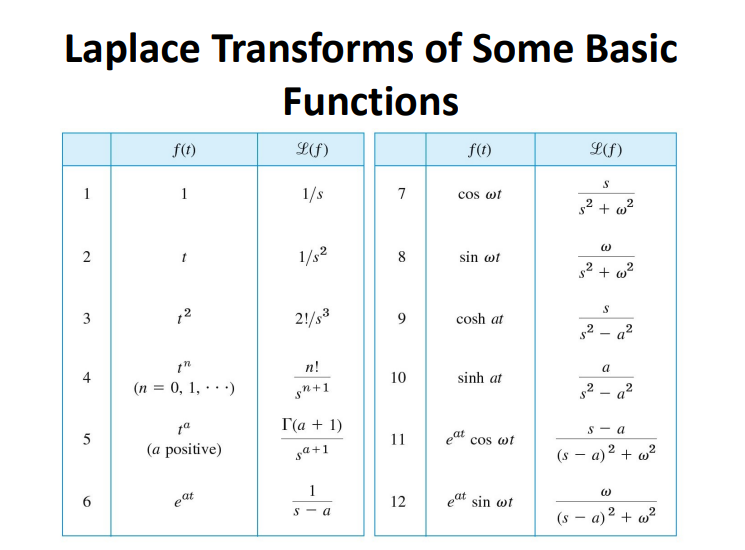 Laplace Transforms of Some Basic
Functions
f(t) ℒ(f) f(t) ℒ(f)
1 1 1/s 7 cos ωt s / (s² + ω²)
2 t 1/s² 8 sin ωt ω / (s² + ω²)
3 t² 2!/s³ 9 cosh at s / (s² − a²)
4 tⁿ (n = 0, 1, · · ·) n! / sⁿ⁺¹ 10 sinh at a / (s² − a²)
5 tᵃ (a positive) Γ(a + 1) / sᵃ⁺¹ 11 eᵃᵗ cos ωt (s − a) / ((s − a)² + ω²)
6 eᵃᵗ 1 / (s − a) 12 eᵃᵗ sin ωt ω / ((s − a)² + ω²)